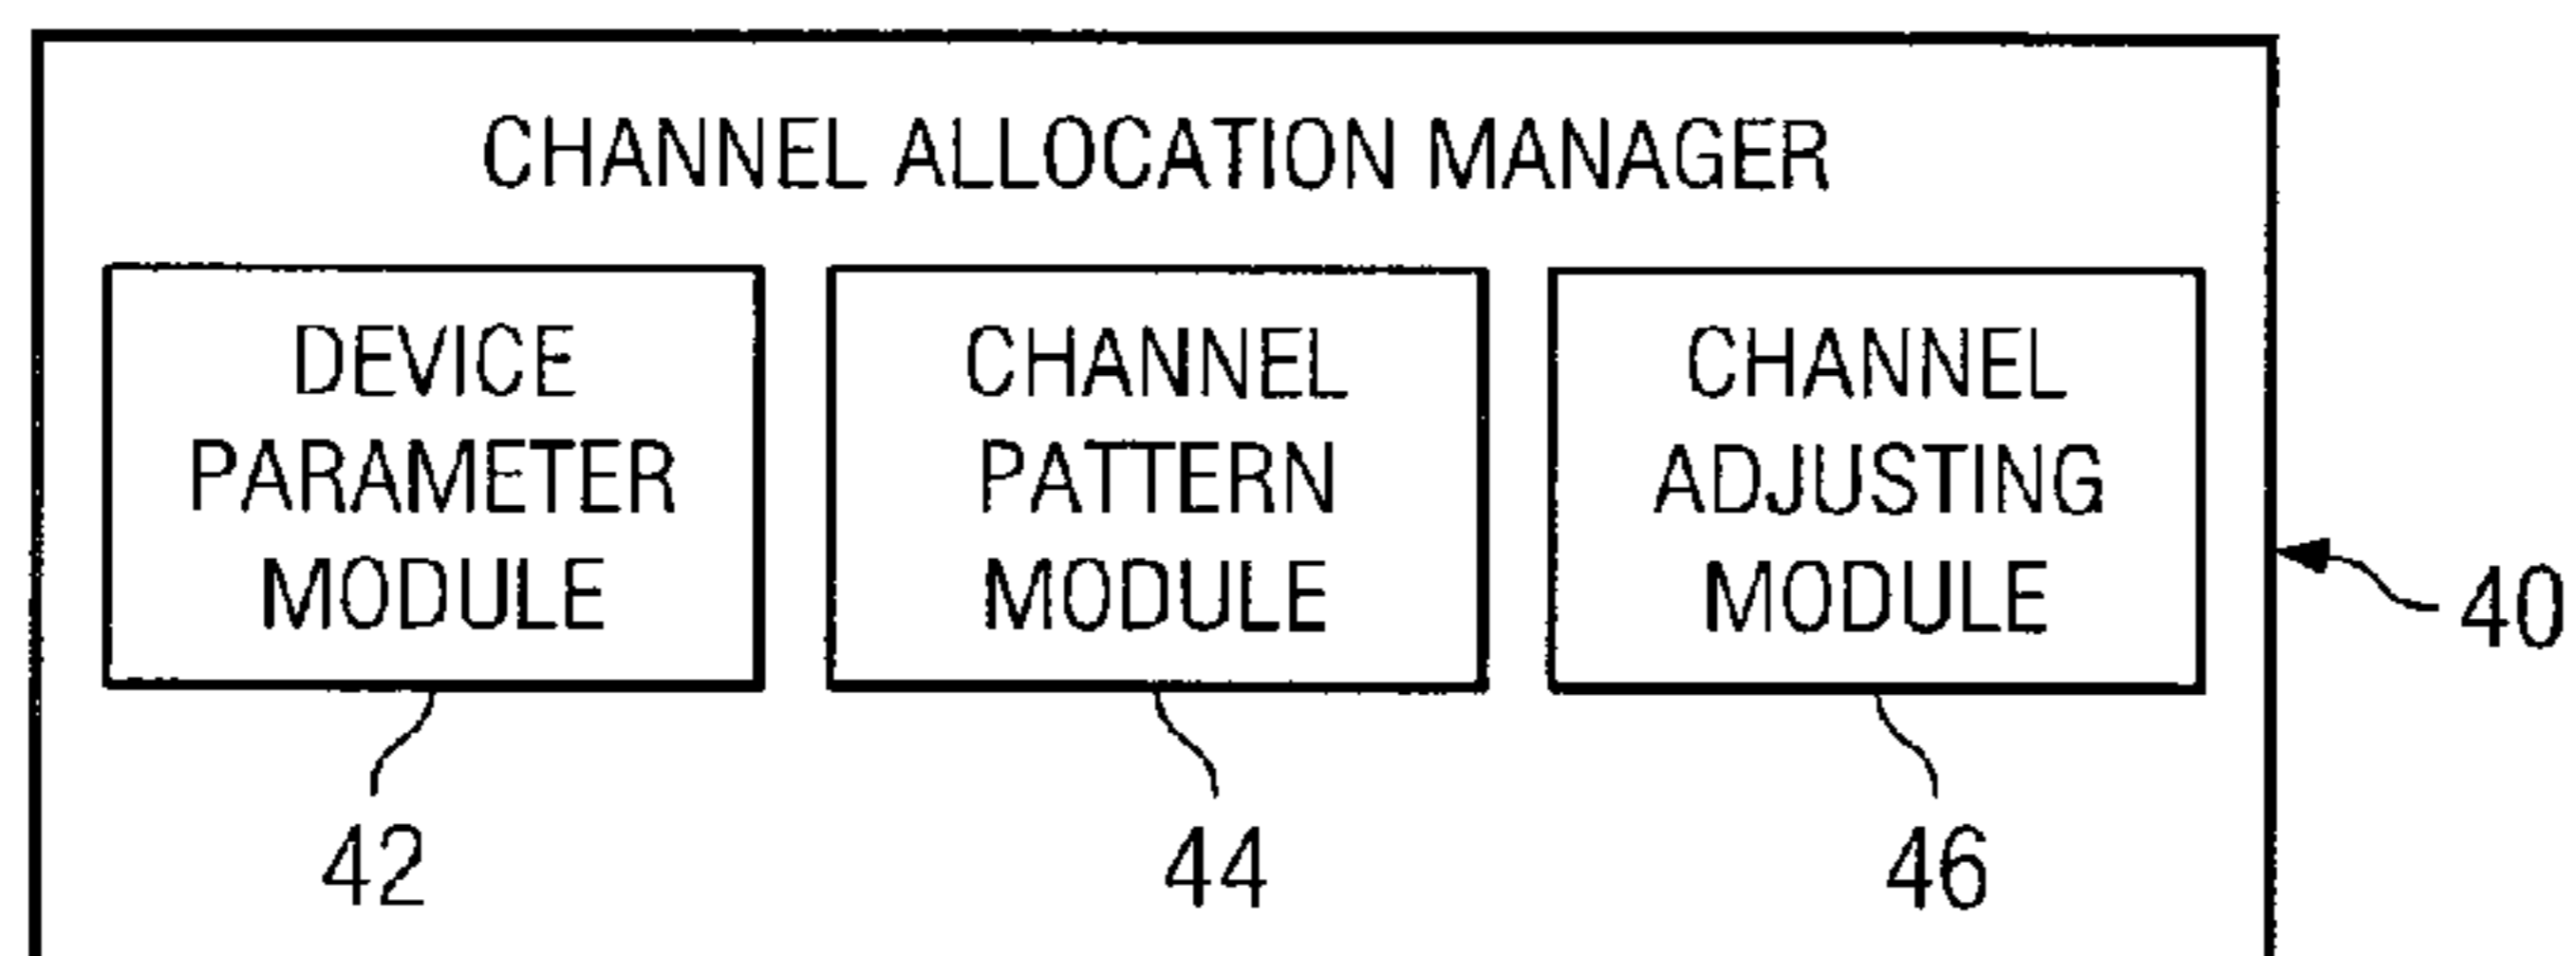 CHANNEL ALLOCATION MANAGER
DEVICE
PARAMETER
MODULE
CHANNEL
PATTERN
MODULE
CHANNEL
ADJUSTING
MODULE
40
42
44
46